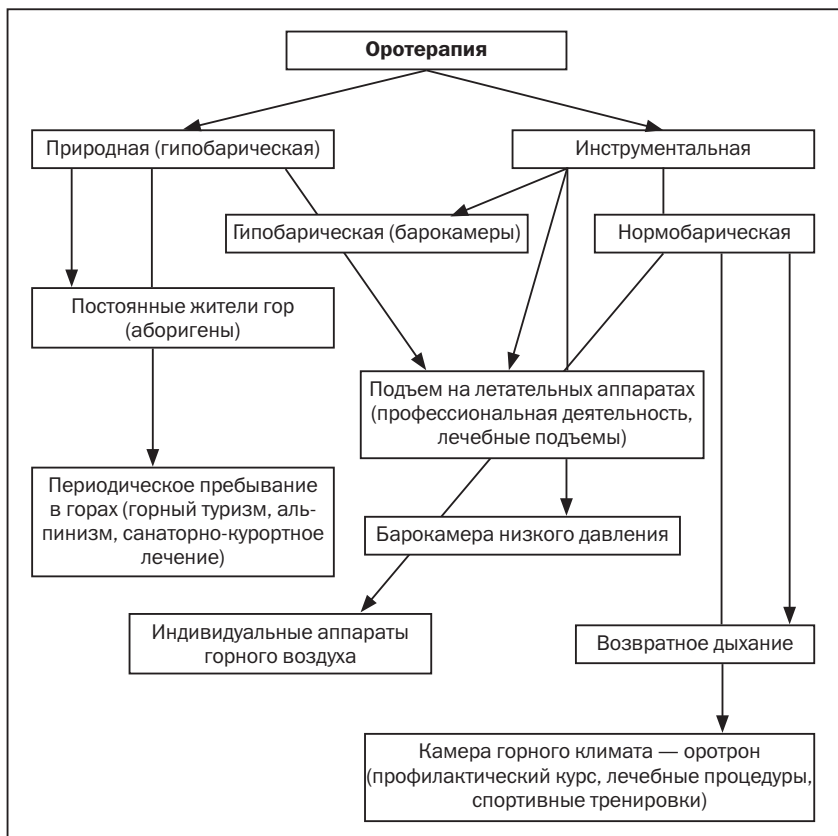 Оротерапия
Природная (гипобарическая)
Инструментальная
Гипобарическая (барокамеры)
Нормобарическая
Постоянные жители гор
(аборигены)
Подъем на летательных аппаратах
(профессиональная деятельность,
лечебные подъемы)
Периодическое пребывание
в горах (горный туризм, аль-
пинизм, санаторно-курортное
лечение)
Барокамера низкого давления
Индивидуальные аппараты
горного воздуха
Возвратное дыхание
Камера горного климата — оротрон
(профилактический курс, лечебные процедуры,
спортивные тренировки)